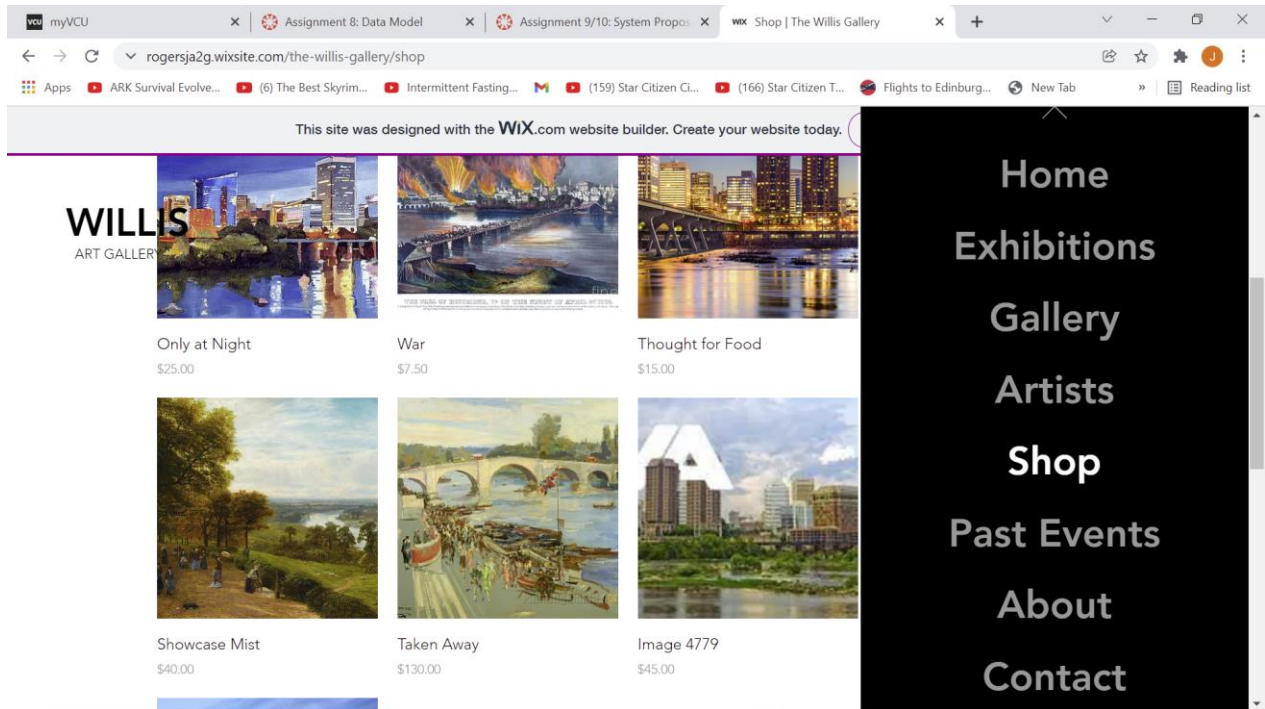 VCU myVCU
Assignment 8: Data Model
Assignment 9/10: System Propos
WIX Shop | The Willis Gallery
rogersja2g.wixsite.com/the-willis-gallery/shop
J
Apps
ARK Survival Evolve...
(6) The Best Skyrim...
Intermittent Fasting...
(159) Star Citizen Ci...
(166) Star Citizen T...
Flights to Edinburg...
New Tab
»
Reading list
This site was designed with the WiX.com website builder. Create your website today.
WILLIS
ART GALLERY
Only at Night
$25.00
War
$7.50
Thought for Food
$15.00
Showcase Mist
$40.00
Taken Away
$130.00
Image 4779
$45.00
Home
Exhibitions
Gallery
Artists
Shop
Past Events
About
Contact